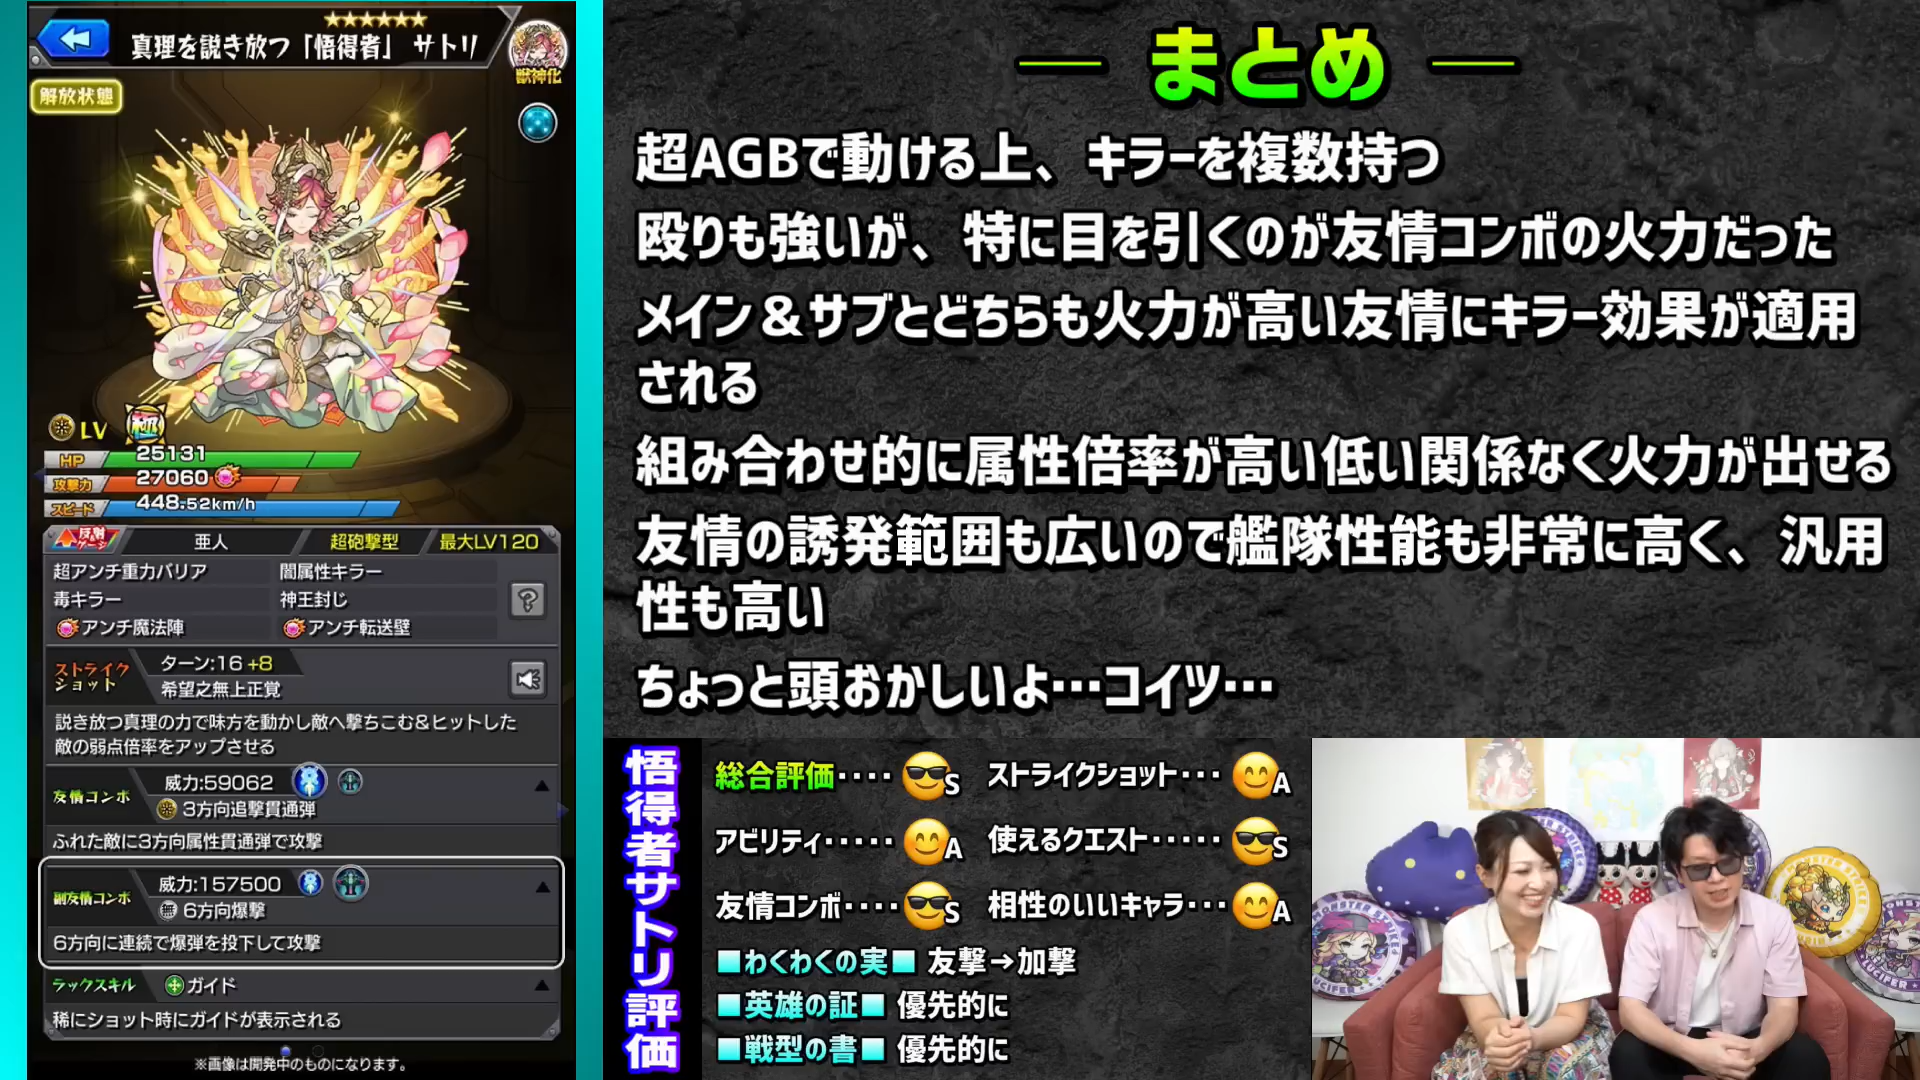 ★★★★★★
真理を説き放つ「悟得者」 サトリ
獣神化
解放状態
LV 極
HP 25131
攻撃力 27060
スピード 448.52km/h
反射
ゲージ
亜人 超砲撃型 最大LV120
超アンチ重力バリア 闇属性キラー
毒キラー 神王封じ
アンチ魔法陣 アンチ転送壁
ストライク
ショット
ターン:16+8
希望之無上正覚
説き放つ真理の力で味方を動かし敵へ撃ちこむ&ヒットした
敵の弱点倍率をアップさせる
友情コンボ 威力:59062
3方向追撃貫通弾
ふれた敵に3方向属性貫通弾で攻撃
副友情コンボ 威力:157500
無 6方向爆撃
6方向に連続で爆弾を投下して攻撃
ラックスキル ガイド
稀にショット時にガイドが表示される
※画像は開発中のものになります。
まとめ
超AGBで動ける上、キラーを複数持つ
殴りも強いが、特に目を引くのが友情コンボの火力だった
メイン&サブとどちらも火力が高い友情にキラー効果が適用
される
組み合わせ的に属性倍率が高い低い関係なく火力が出せる
友情の誘発範囲も広いので艦隊性能も非常に高く、汎用
性も高い
ちょっと頭おかしいよ…コイツ…
悟得者サトリ評価
総合評価････ S ストライクショット･･･ A
アビリティ･････ A 使えるクエスト･････ S
友情コンボ････ S 相性のいいキャラ･･･ A
■わくわくの実■ 友撃→加撃
■英雄の証■ 優先的に
■戦型の書■ 優先的に
LUCIFER
MONSTER STRIKE
LUCIFER